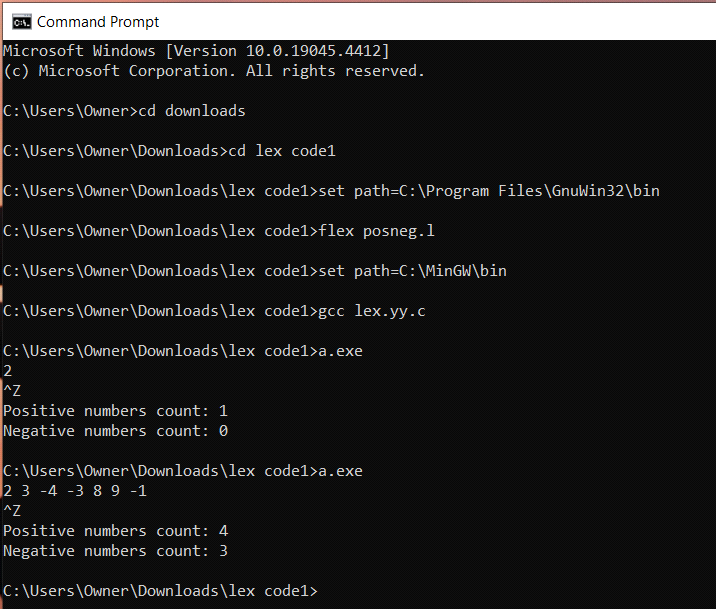 Command Prompt
Microsoft Windows [Version 10.0.19045.4412]
(c) Microsoft Corporation. All rights reserved.
C:\Users\Owner>cd downloads
C:\Users\Owner\Downloads>cd lex code1
C:\Users\Owner\Downloads\lex code1>set path=C:\Program Files\GnuWin32\bin
C:\Users\Owner\Downloads\lex code1>flex posneg.l
C:\Users\Owner\Downloads\lex code1>set path=C:\MinGW\bin
C:\Users\Owner\Downloads\lex code1>gcc lex.yy.c
C:\Users\Owner\Downloads\lex code1>a.exe
2
^Z
Positive numbers count: 1
Negative numbers count: 0
C:\Users\Owner\Downloads\lex code1>a.exe
2 3 -4 -3 8 9 -1
^Z
Positive numbers count: 4
Negative numbers count: 3
C:\Users\Owner\Downloads\lex code1>